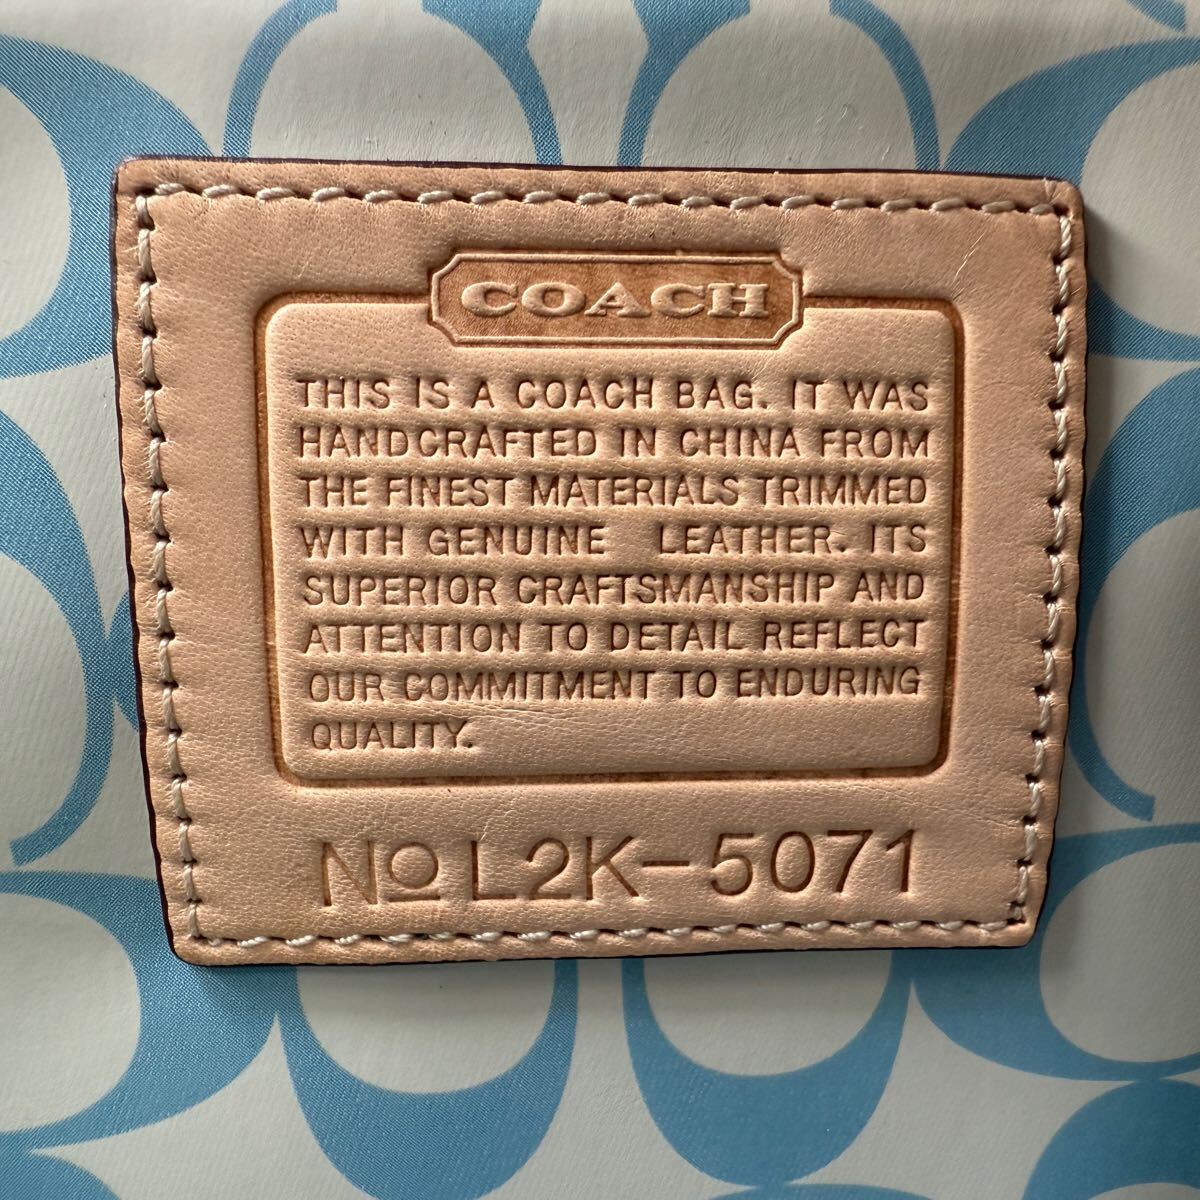 COACH
THIS IS A COACH BAG. IT WAS
HANDCRAFTED IN CHINA FROM
THE FINEST MATERIALS TRIMMED
WITH GENUINE LEATHER. ITS
SUPERIOR CRAFTSMANSHIP AND
ATTENTION TO DETAIL REFLECT
OUR COMMITMENT TO ENDURING
QUALITY.
Nº L2K-5071